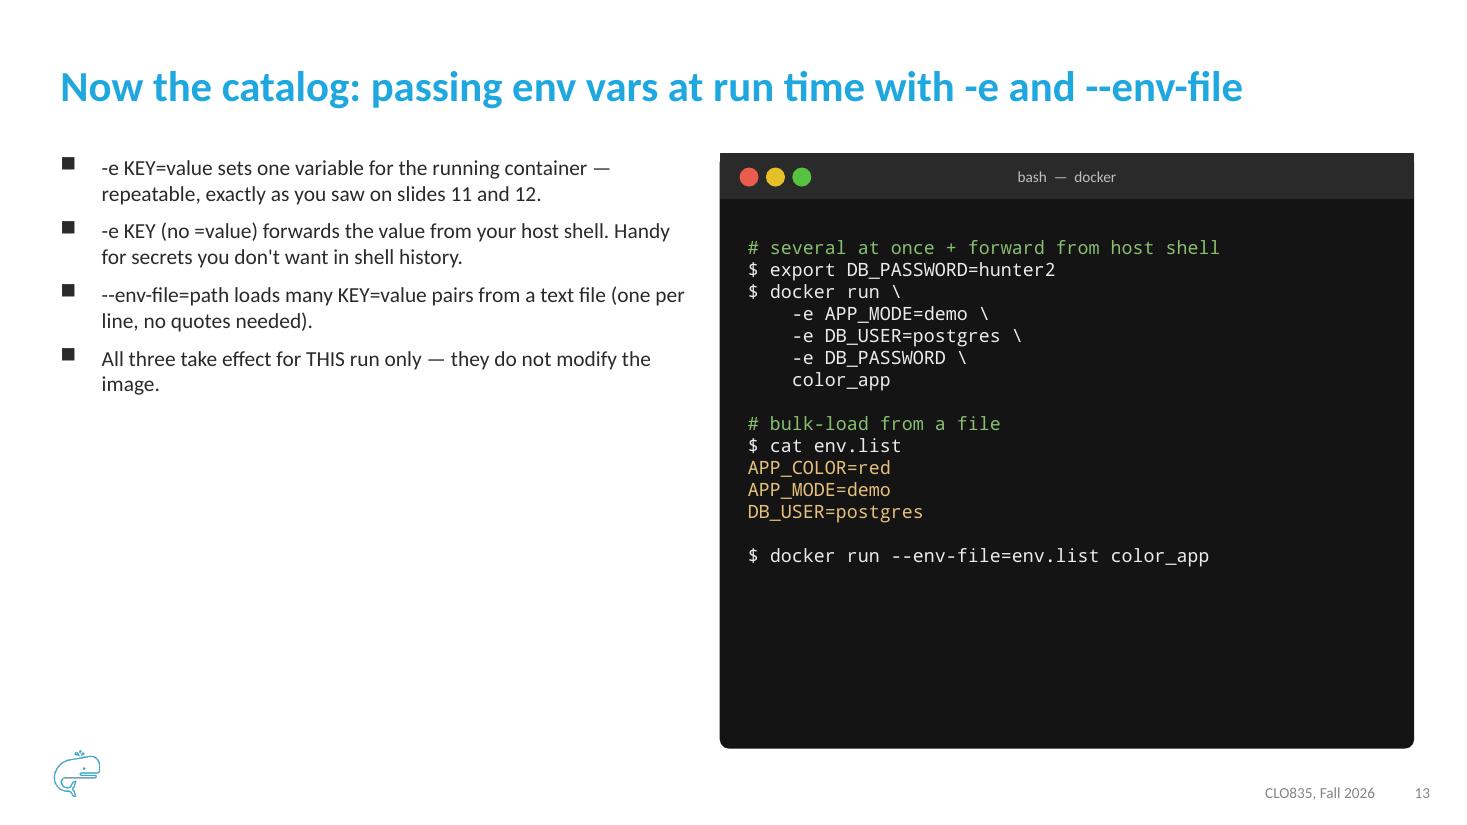 Now the catalog: passing env vars at run time with -e and --env-file
-e KEY=value sets one variable for the running container —
repeatable, exactly as you saw on slides 11 and 12.
-e KEY (no =value) forwards the value from your host shell. Handy
for secrets you don't want in shell history.
--env-file=path loads many KEY=value pairs from a text file (one per
line, no quotes needed).
All three take effect for THIS run only — they do not modify the
image.
bash — docker
# several at once + forward from host shell
$ export DB_PASSWORD=hunter2
$ docker run \
    -e APP_MODE=demo \
    -e DB_USER=postgres \
    -e DB_PASSWORD \
    color_app
# bulk-load from a file
$ cat env.list
APP_COLOR=red
APP_MODE=demo
DB_USER=postgres
$ docker run --env-file=env.list color_app
CLO835, Fall 2026
13